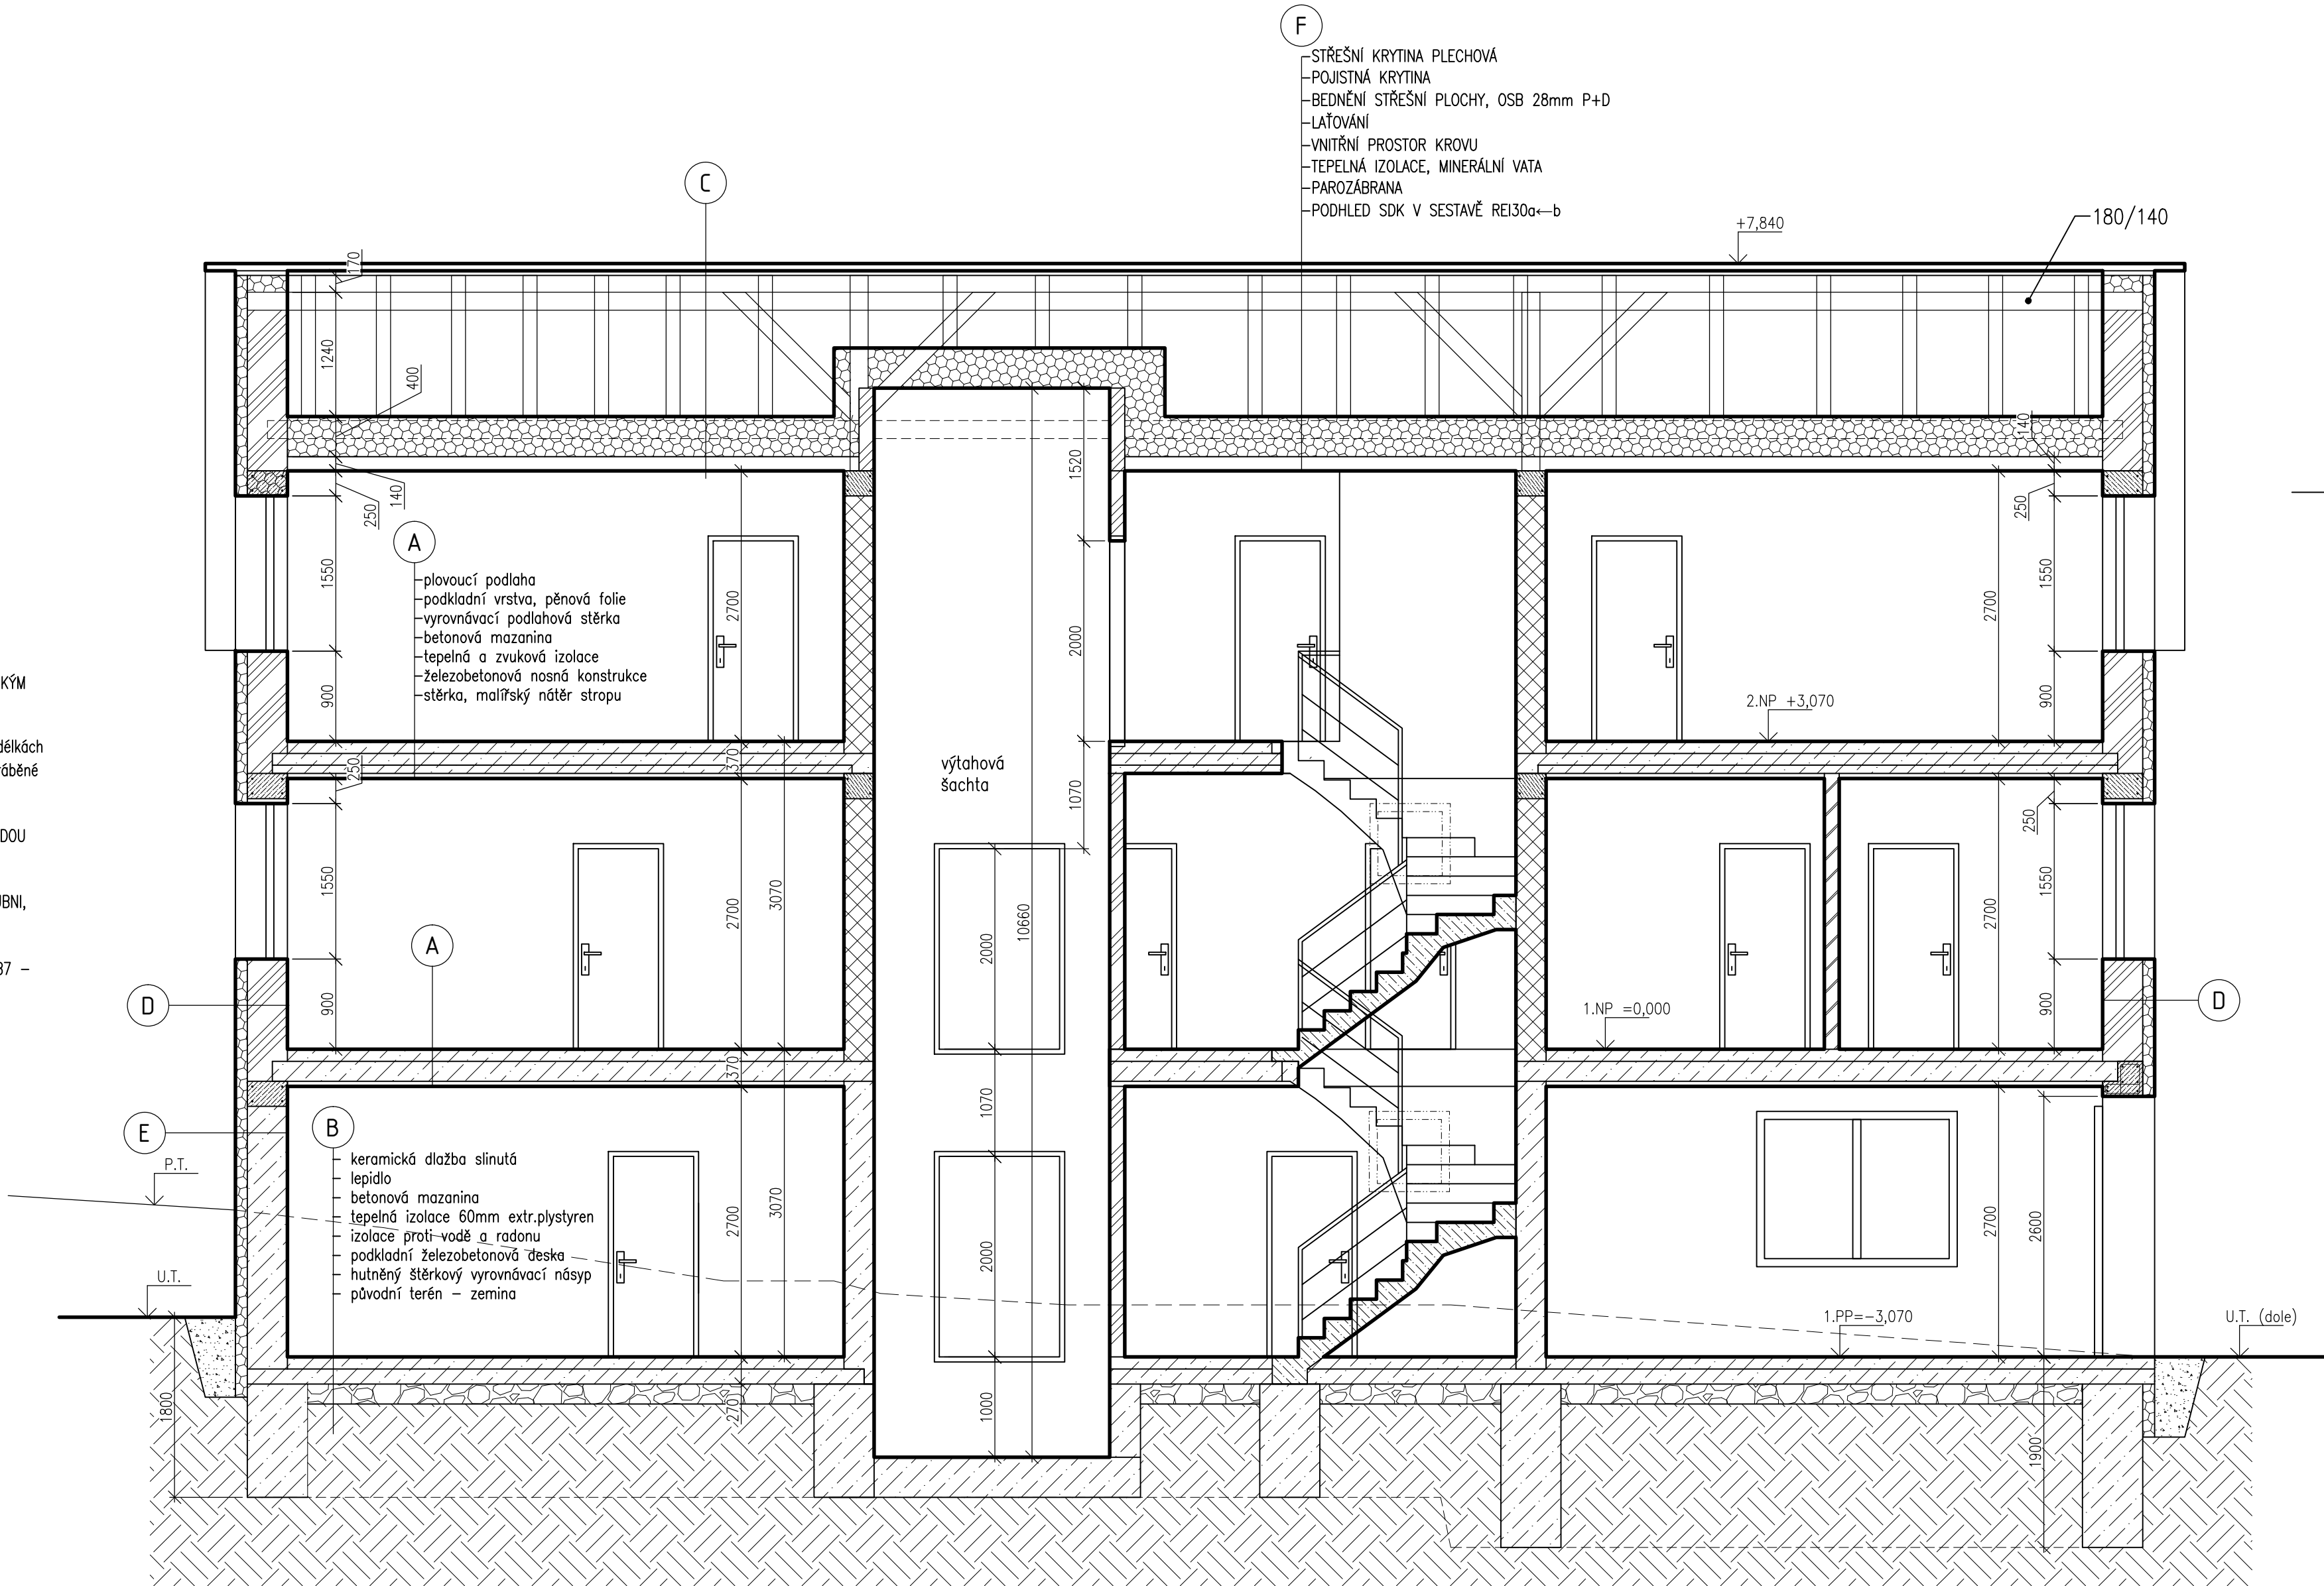 F
STŘEŠNÍ KRYTINA PLECHOVÁ
POJISTNÁ KRYTINA
BEDNĚNÍ STŘEŠNÍ PLOCHY, OSB 28mm P+D
LAŤOVÁNÍ
VNITŘNÍ PROSTOR KROVU
TEPELNÁ IZOLACE, MINERÁLNÍ VATA
PAROZÁBRANA
PODHLED SDK V SESTAVĚ REI30a←b
C
+7,840
180/140
170
1240
400
140
250
140
250
1520
A
plovoucí podlaha
podkladní vrstva, pěnová folie
vyrovnávací podlahová stěrka
betonová mazanina
tepelná a zvuková izolace
železobetonová nosná konstrukce
stěrka, malířský nátěr stropu
1550
2700
2000
2700
1550
KÝM
900
900
2.NP +3,070
délkách
áběné
370
250
výtahová
šachta
1070
250
DOU
1550
2700
3070
2000
10660
2700
1550
UBNI,
A
37 –
D
900
1.NP =0,000
900
D
370
1070
E
B
keramická dlažba slinutá
lepidlo
betonová mazanina
tepelná izolace 60mm extr.plystyren
izolace proti vodě a radonu
podkladní železobetonová deska
hutněný štěrkový vyrovnávací násyp
původní terén – zemina
P.T.
2700
3070
2000
2700
2600
U.T.
1.PP=–3,070
U.T. (dole)
1800
270
1000
1900